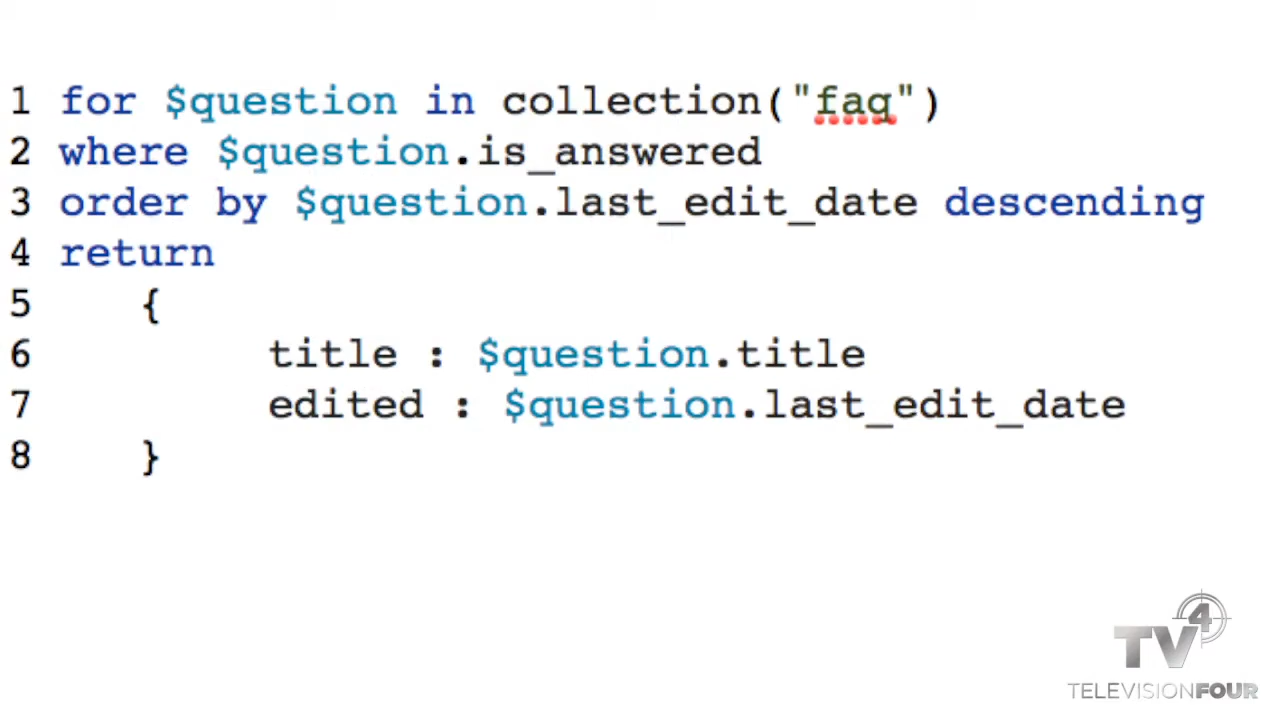 1 for $question in collection("faq")
2 where $question.is_answered
3 order by $question.last_edit_date descending
4 return
5 {
6 title : $question.title
7 edited : $question.last_edit_date
8 }
TV4
TELEVISIONFOUR